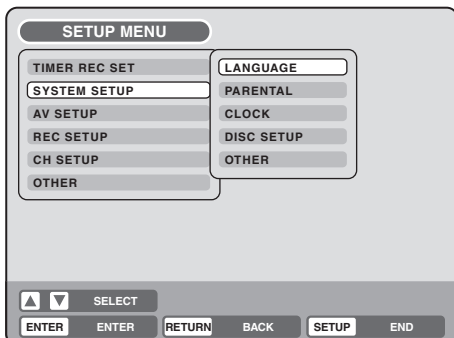 SETUP MENU
TIMER REC SET
SYSTEM SETUP
AV SETUP
REC SETUP
CH SETUP
OTHER
LANGUAGE
PARENTAL
CLOCK
DISC SETUP
OTHER
SELECT
ENTER ENTER RETURN BACK SETUP END